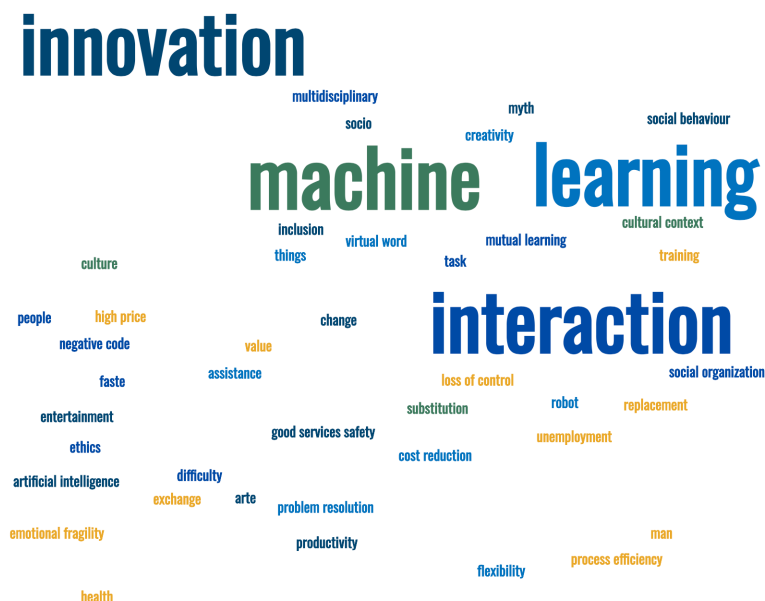 innovation
multidisciplinary
myth
social behaviour
socio
creativity
machine
learning
cultural context
inclusion
virtual word
mutual learning
things
task
training
culture
people
high price
change
interaction
negative code
value
assistance
social organization
faste
loss of control
substitution
robot
replacement
entertainment
good services safety
unemployment
ethics
cost reduction
artificial intelligence
difficulty
exchange
arte
problem resolution
emotional fragility
man
productivity
process efficiency
flexibility
health